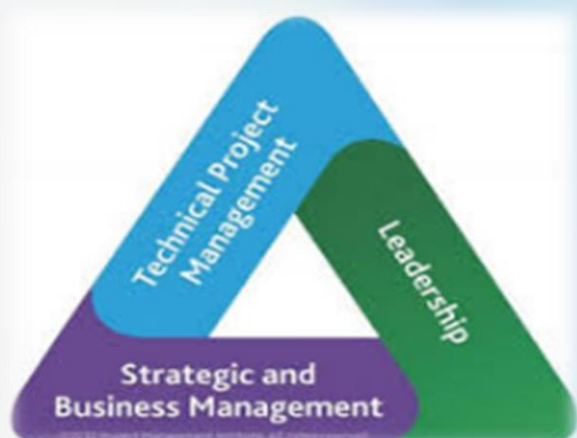 Technical Project
Management
Leadership
Strategic and
Business Management